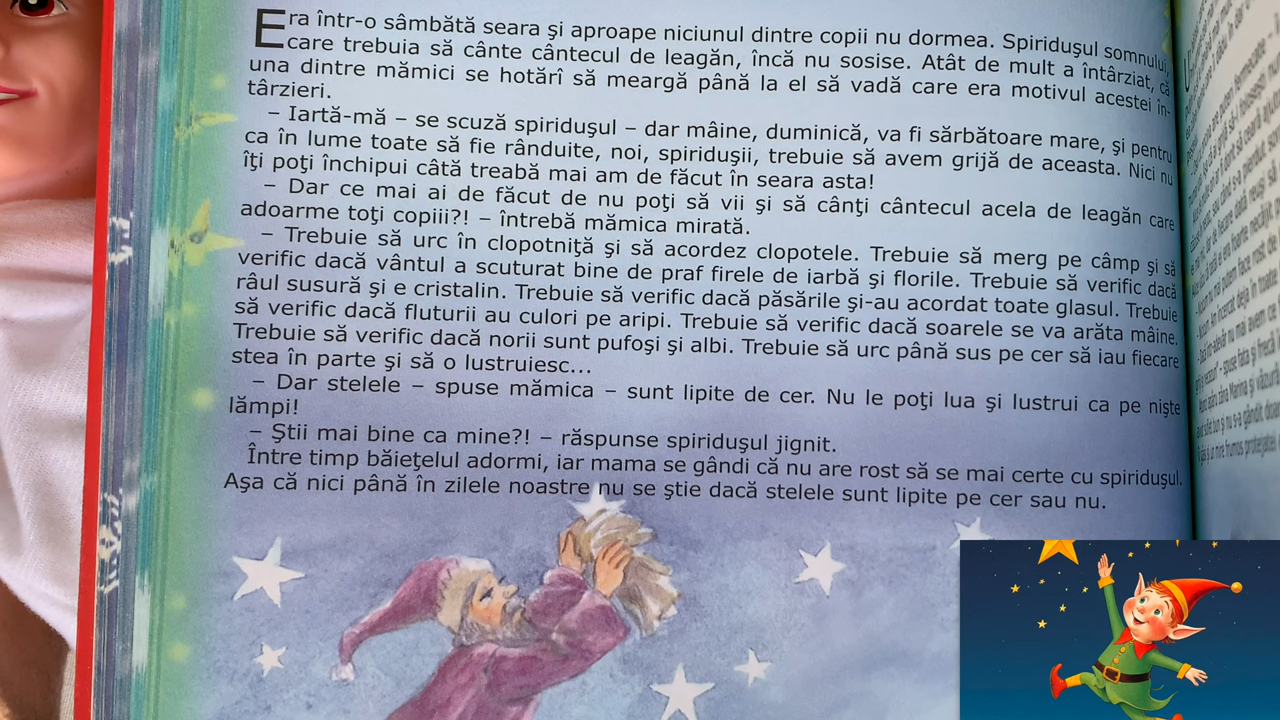 Era într-o sâmbătă seara şi aproape niciunul dintre copii nu dormea. Spiriduşul somnului,
care trebuia să cânte cântecul de leagăn, încă nu sosise. Atât de mult a întârziat, că
una dintre mămici se hotărî să meargă până la el să vadă care era motivul acestei în-
târzieri.
– Iartă-mă – se scuză spiriduşul – dar mâine, duminică, va fi sărbătoare mare, şi pentru
ca în lume toate să fie rânduite, noi, spiriduşii, trebuie să avem grijă de aceasta. Nici nu
îţi poţi închipui câtă treabă mai am de făcut în seara asta!
– Dar ce mai ai de făcut de nu poţi să vii şi să cânţi cântecul acela de leagăn care
adoarme toţi copiii?! – întrebă mămica mirată.
– Trebuie să urc în clopotniţă şi să acordez clopotele. Trebuie să merg pe câmp şi să
verific dacă vântul a scuturat bine de praf firele de iarbă şi florile. Trebuie să verific dacă
râul susură şi e cristalin. Trebuie să verific dacă păsările şi-au acordat toate glasul. Trebuie
să verific dacă fluturii au culori pe aripi. Trebuie să verific dacă soarele se va arăta mâine.
Trebuie să verific dacă norii sunt pufoşi şi albi. Trebuie să urc până sus pe cer să iau fiecare
stea în parte şi să o lustruiesc...
– Dar stelele – spuse mămica – sunt lipite de cer. Nu le poţi lua şi lustrui ca pe nişte
lămpi!
– Ştii mai bine ca mine?! – răspunse spiriduşul jignit.
Între timp băieţelul adormi, iar mama se gândi că nu are rost să se mai certe cu spiriduşul.
Aşa că nici până în zilele noastre nu se ştie dacă stelele sunt lipite pe cer sau nu.